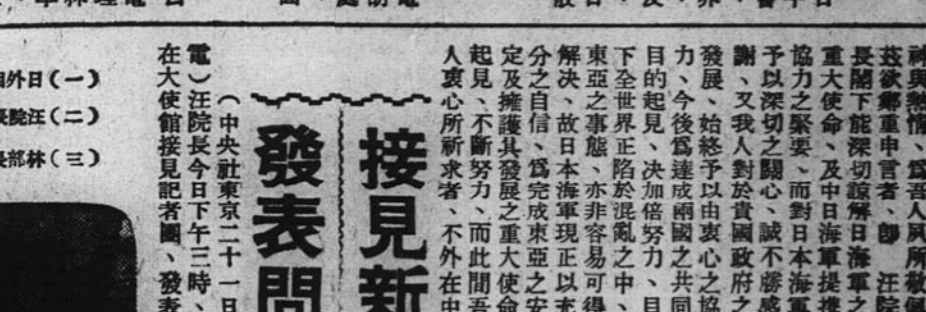 神與熱情、爲吾人夙所敬佩
茲欲鄭重申言者、卽 汪院
長閣下能深切諒解日海軍之
重大使命、及中日海軍提携
協力之緊要、而對日本海軍
予以深切之關心、誠不勝感
謝、又我人對於貴國政府之
發展、始終予以由衷心之協
力、今後爲達成兩國之共同
目的起見、决加倍努力、目
下全世界正陷於混亂之中、
東亞之事態、亦非容易可得
解决、故日本海軍現正以充
分之自信、爲完成東亞之安
定及擁護其發展之重大使命
起見、不斷努力、而此間吾
人衷心所祈求者、不外在中
接見新
發表問
（中央社東京二十一日
電）汪院長今日下午三時、
在大使館接見記者團、發表
（一）日外
（二）汪院
（三）林部